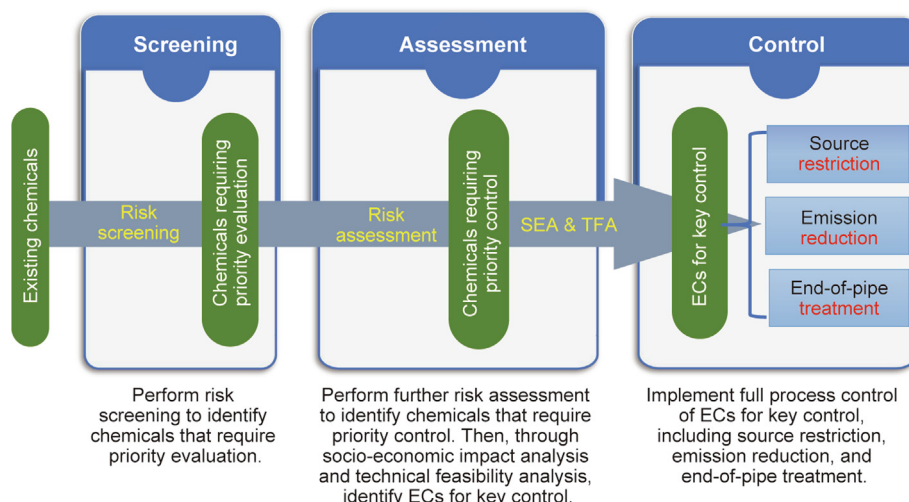 Screening
Assessment
Control
Existing chemicals
Risk
screening
Chemicals requiring
priority evaluation
Risk
assessment
Chemicals requiring
priority control
SEA & TFA
ECs for key control
Source
restriction
Emission
reduction
End-of-pipe
treatment
Perform risk
screening to identify
chemicals that require
priority evaluation.
Perform further risk assessment
to identify chemicals that require
priority control. Then, through
socio-economic impact analysis
and technical feasibility analysis,
identify ECs for key control.
Implement full process control
of ECs for key control,
including source restriction,
emission reduction, and
end-of-pipe treatment.